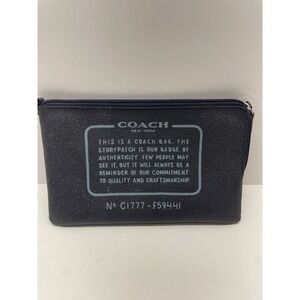 COACH
NEW YORK
THIS IS A COACH BAG. THE
STORYPATCH IS OUR BADGE OF
AUTHENTICITY. FEW PEOPLE MAY
SEE IT, BUT IT WILL ALWAYS BE A
REMINDER OF OUR COMMITMENT
TO QUALITY AND CRAFTSMANSHIP
Nº C1777-F59441